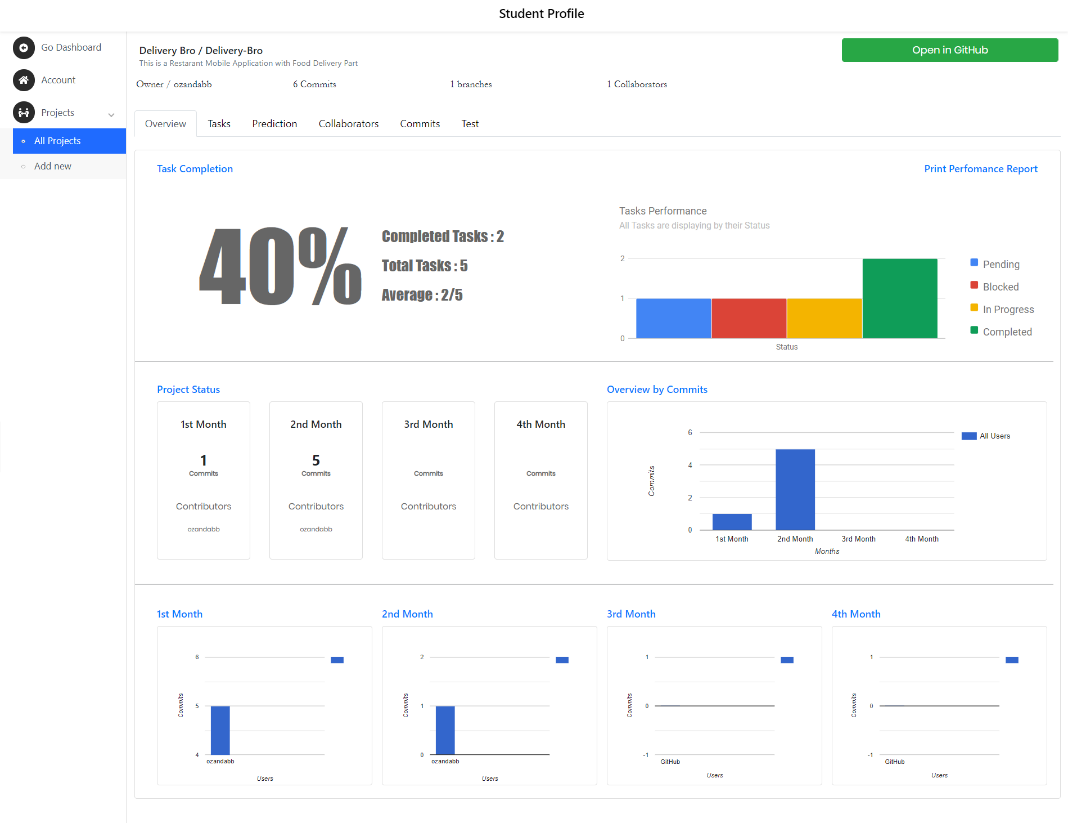 Student Profile
Go Dashboard
Account
Projects
All Projects
Add new
Delivery Bro / Delivery-Bro
This is a Restarant Mobile Application with Food Delivery Part
Open in GitHub
Owner / ozandabb 6 Commits 1 branches 1 Collaborators
Overview Tasks Prediction Collaborators Commits Test
Task Completion
Print Perfomance Report
40%
Completed Tasks : 2
Total Tasks : 5
Average : 2/5
Tasks Performance
All Tasks are displaying by their Status
2
1
0
Status
Pending
Blocked
In Progress
Completed
Project Status
1st Month
1
Commits
Contributors
ozandabb
2nd Month
5
Commits
Contributors
ozandabb
3rd Month
Commits
Contributors
4th Month
Commits
Contributors
Overview by Commits
Commits
6
4
2
0
1st Month 2nd Month 3rd Month 4th Month
Months
All Users
1st Month
Commits
6
5
4
ozandabb
Users
2nd Month
Commits
2
1
0
ozandabb
Users
3rd Month
Commits
1
0
-1
GitHub
Users
4th Month
Commits
1
0
-1
GitHub
Users